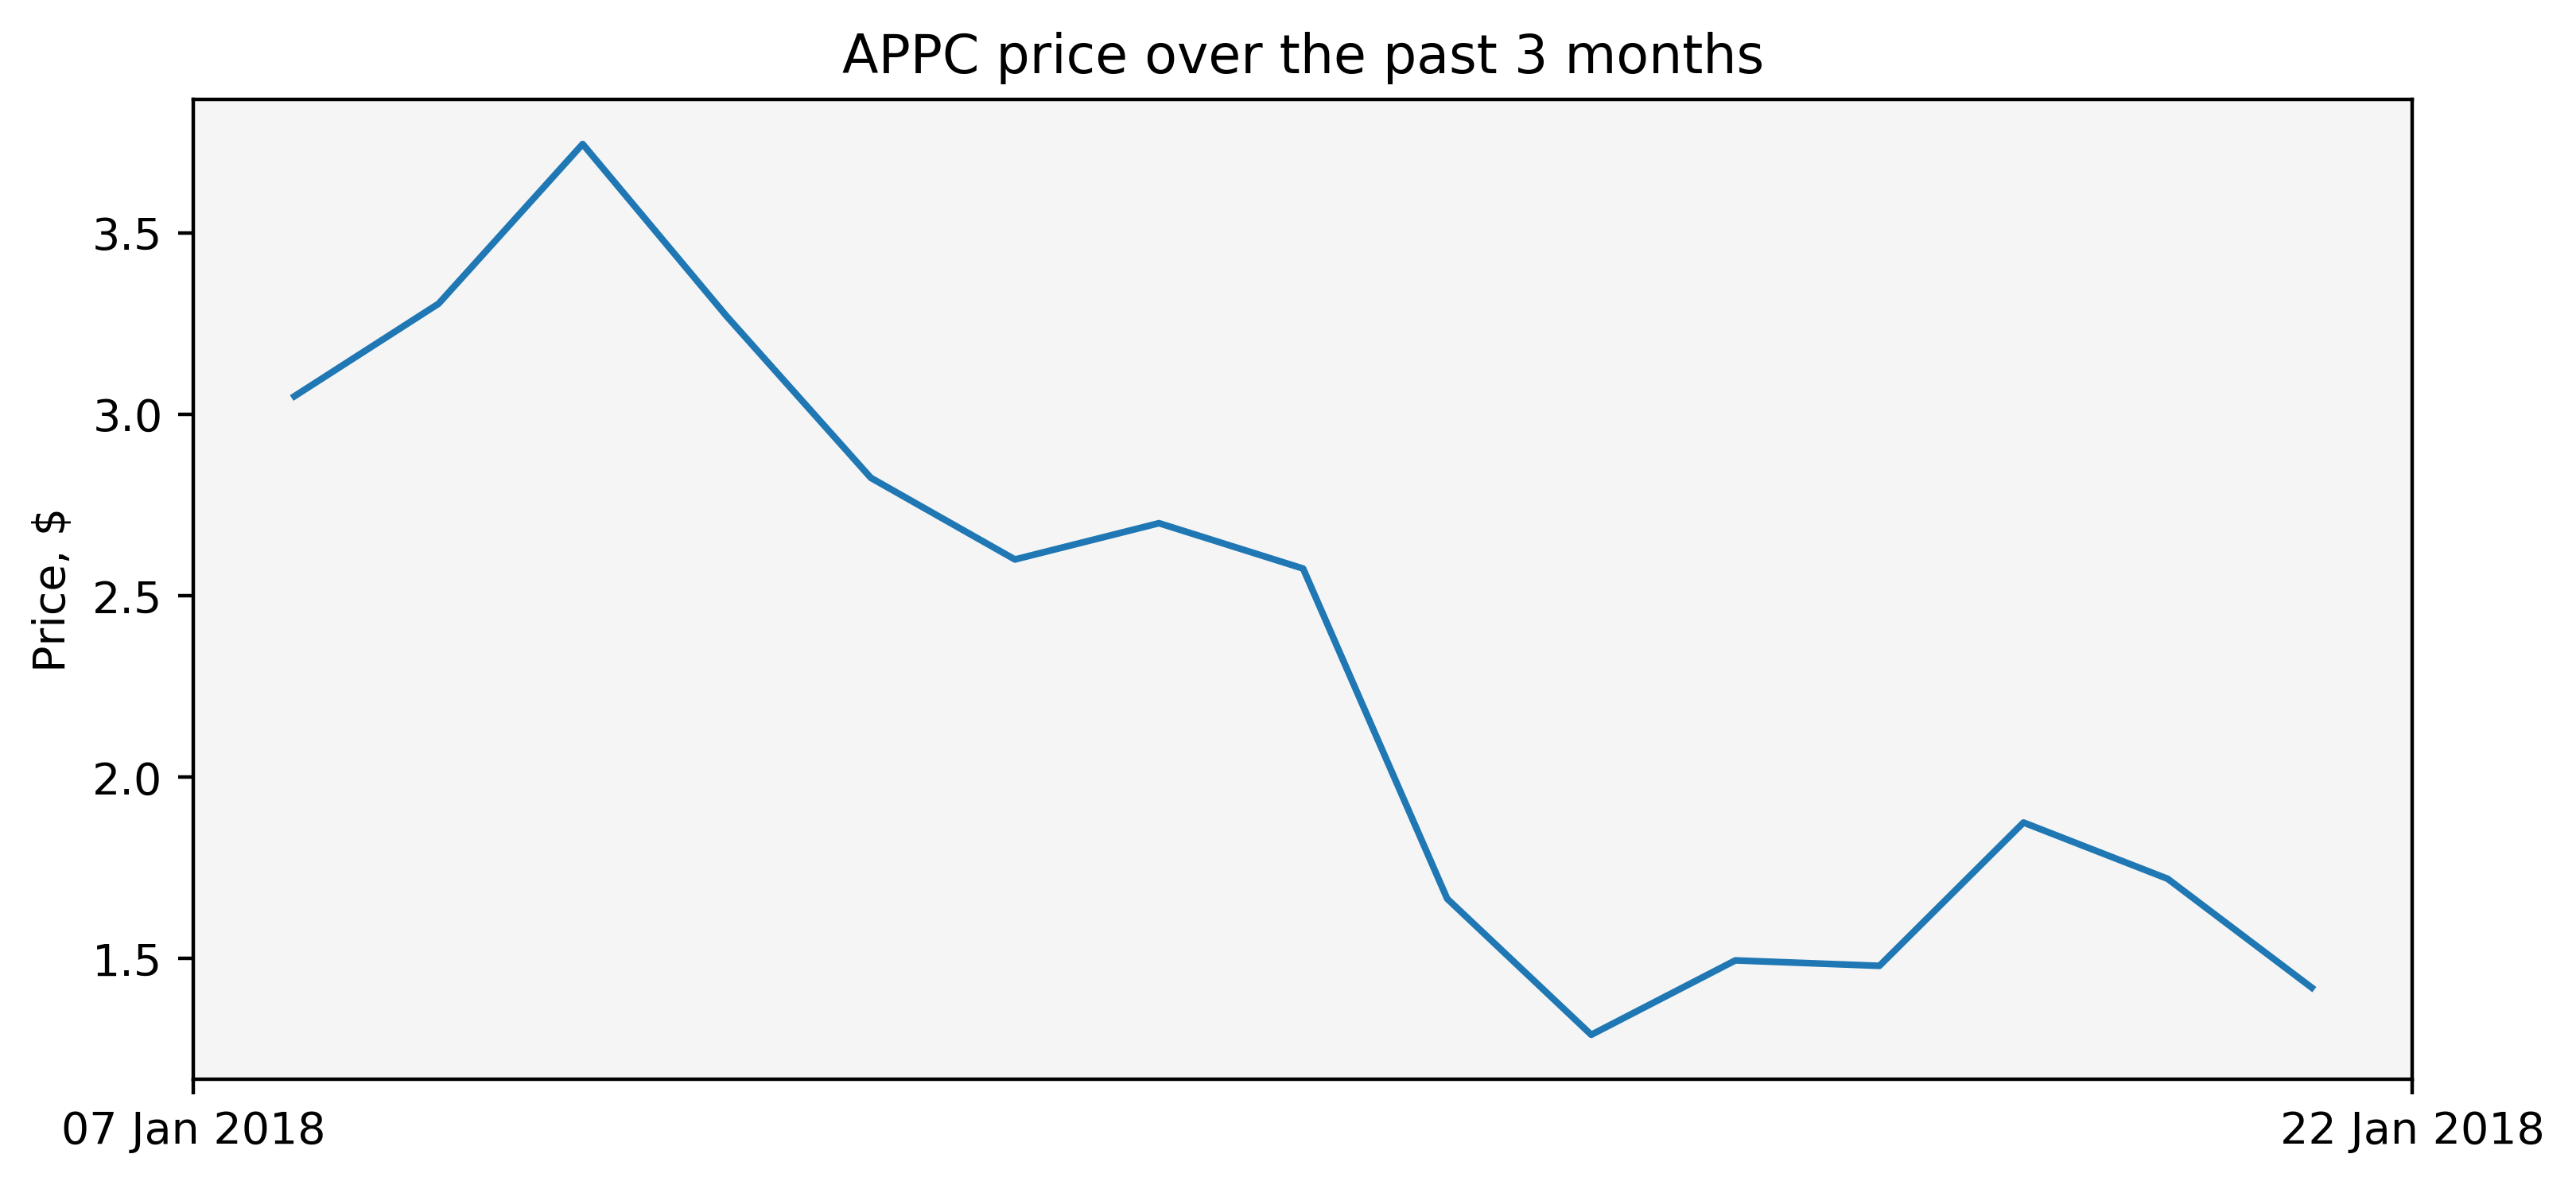 APPC price over the past 3 months
Price, $
3.5
3.0
2.5
2.0
1.5
07 Jan 2018
22 Jan 2018